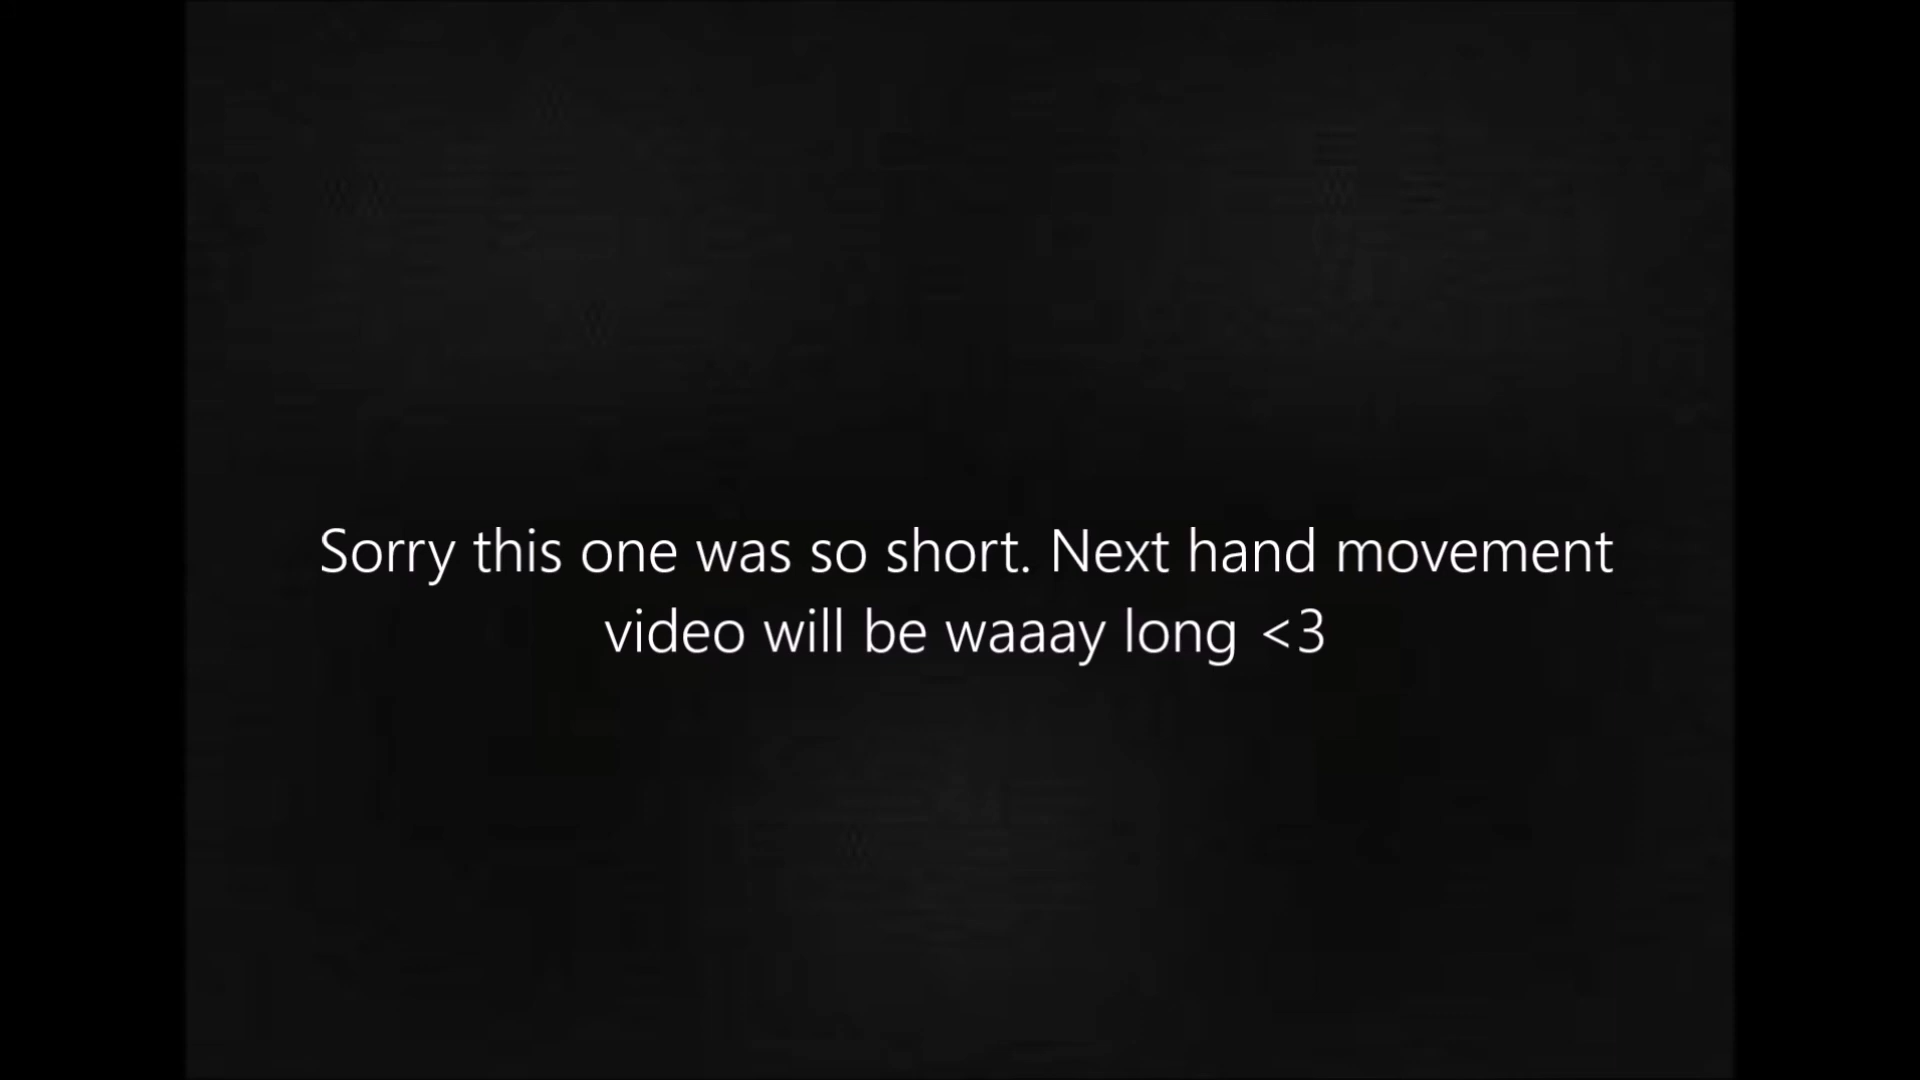 Sorry this one was so short. Next hand movement
video will be waaay long <3